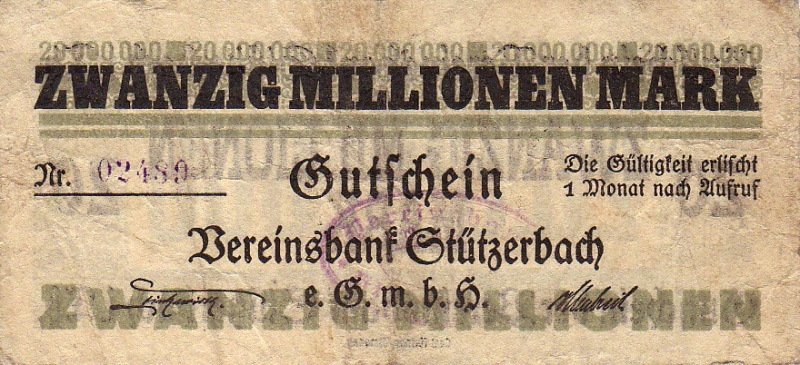 20 000 000 20 000 000 20 000 000 20 000 000 20 000 000
ZWANZIG MILLIONEN MARK
Nr. 02489
Gutschein
Die Gültigkeit erlischt
1 Monat nach Aufruf
Vereinsbank Stützerbach
e. G. m. b. H.
ZWANZIG MILLIONEN